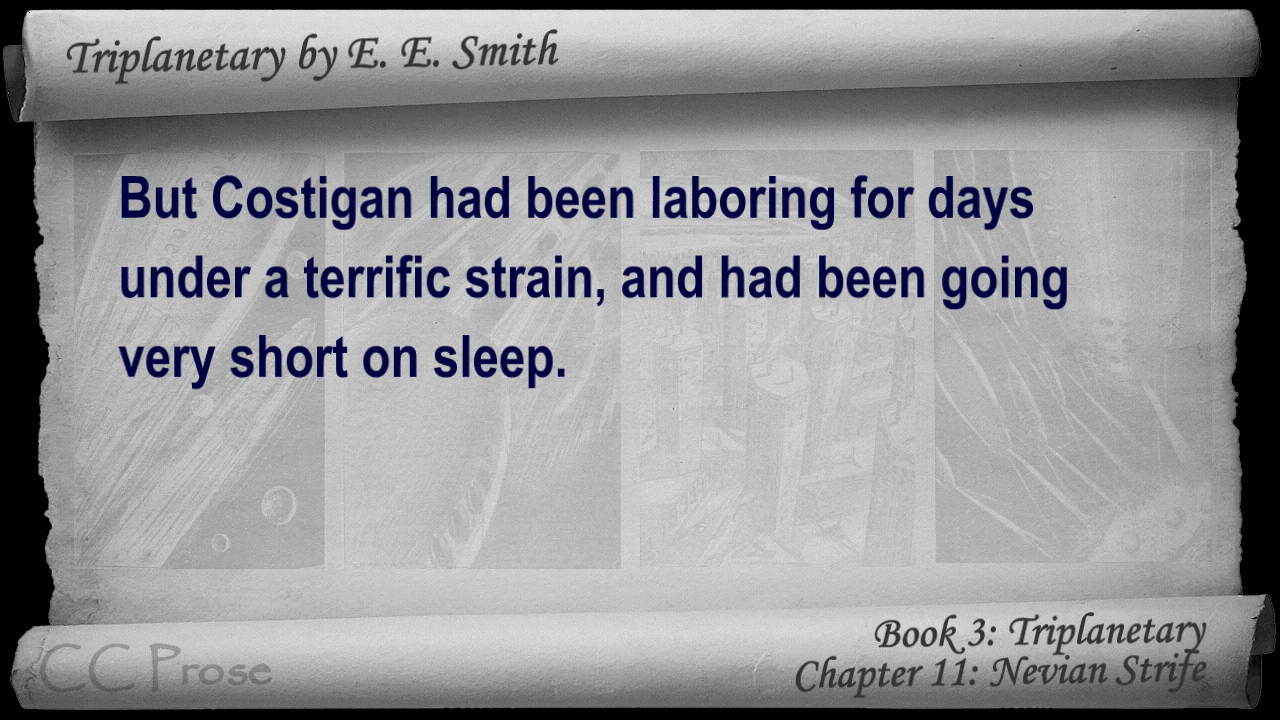 Triplanetary by E. E. Smith
But Costigan had been laboring for days
under a terrific strain, and had been going
very short on sleep.
Book 3: Triplanetary
Chapter 11: Nevian Strife
CC Prose